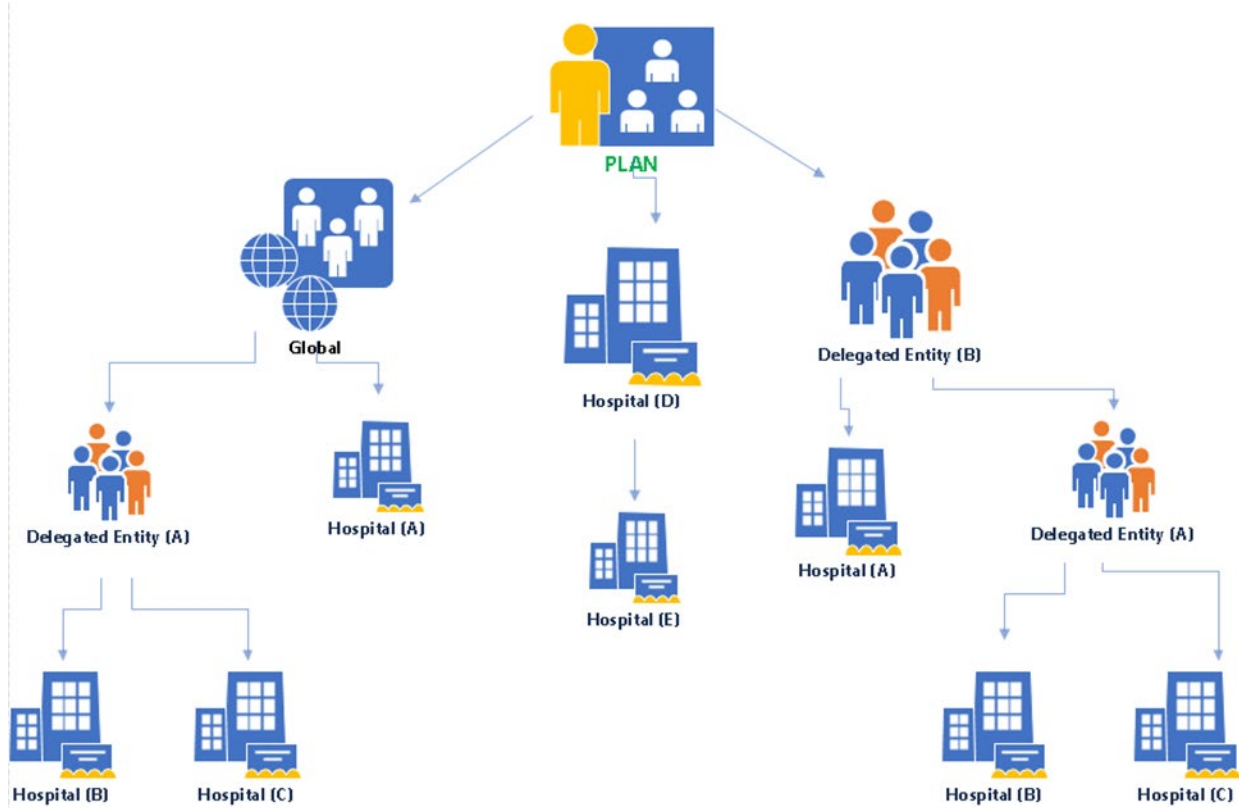 PLAN
Global
Delegated Entity (B)
Hospital (D)
Delegated Entity (A)
Hospital (A)
Hospital (E)
Hospital (A)
Delegated Entity (A)
Hospital (B)
Hospital (C)
Hospital (B)
Hospital (C)